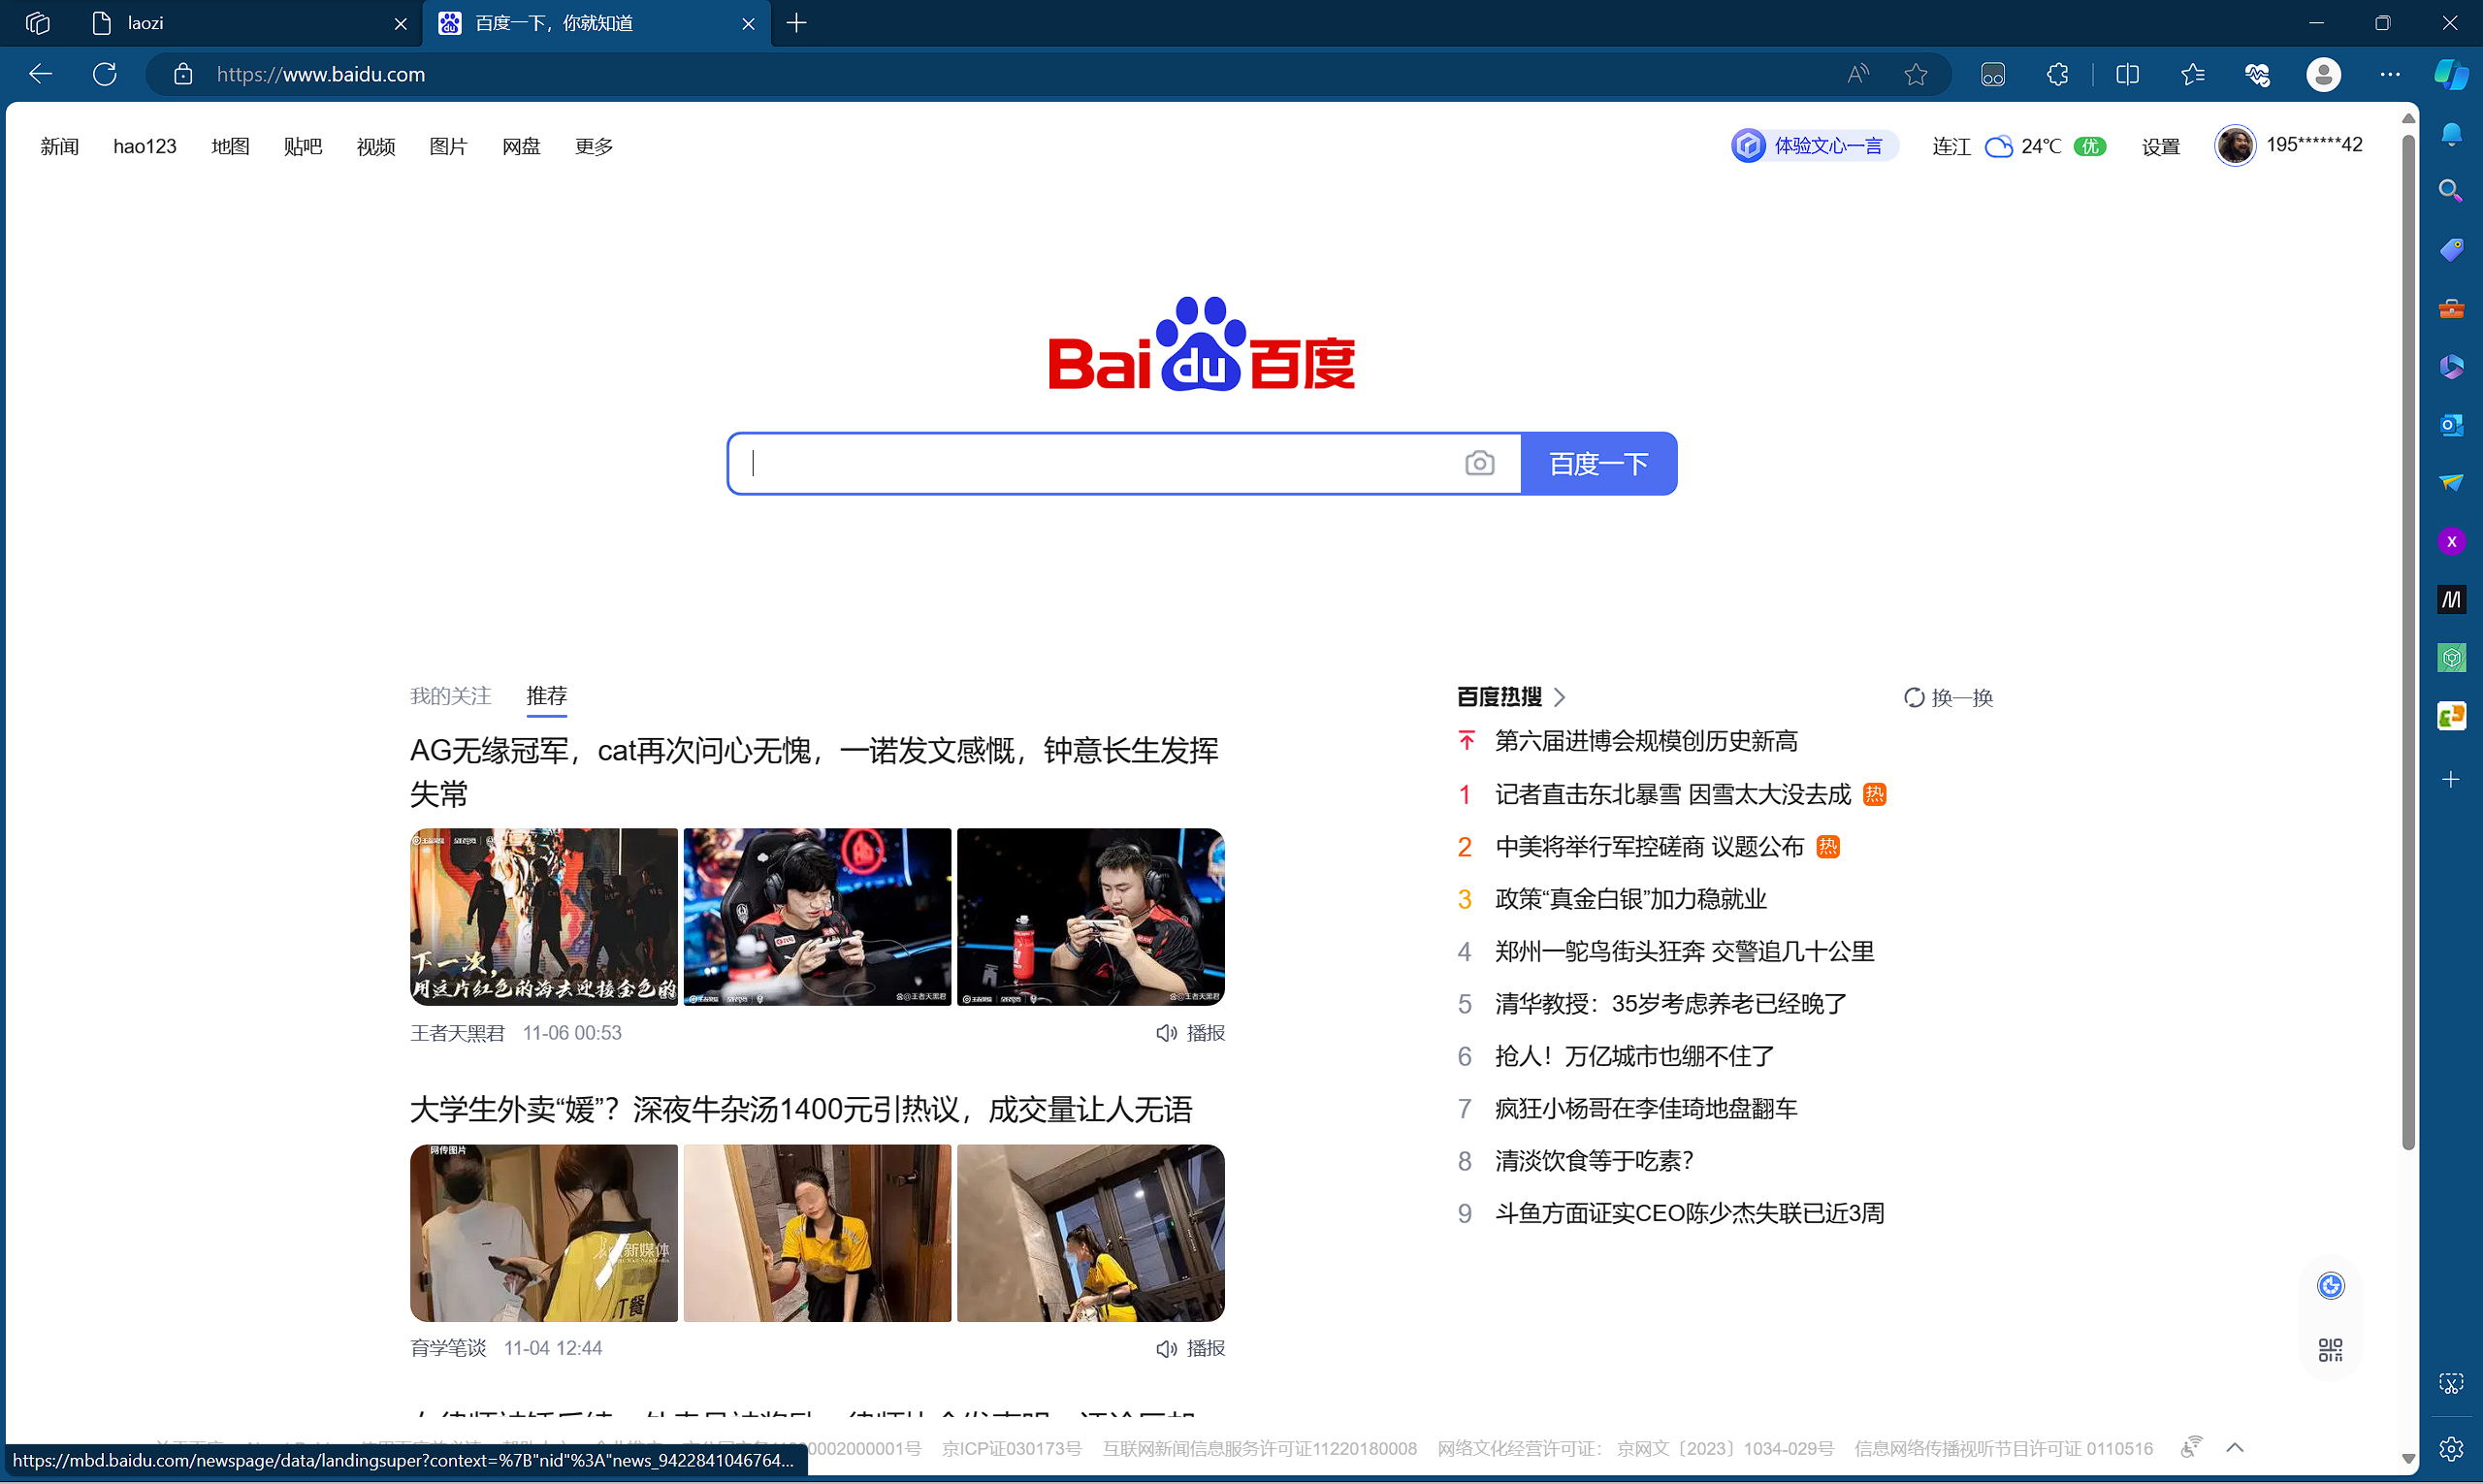 laozi
百度一下，你就知道
https://www.baidu.com
新闻 hao123 地图 贴吧 视频 图片 网盘 更多
体验文心一言 连江 24℃ 优 设置 195******42
Bai du 百度
百度一下
我的关注 推荐
AG无缘冠军，cat再次问心无愧，一诺发文感慨，钟意长生发挥
失常
下一次，
用这片红色的海去迎接金色的
王者天黑君 11-06 00:53 播报
大学生外卖“媛”？深夜牛杂汤1400元引热议，成交量让人无语
网传图片
新媒体
育学笔谈 11-04 12:44 播报
百度热搜 换一换
第六届进博会规模创历史新高
1 记者直击东北暴雪 因雪太大没去成 热
2 中美将举行军控磋商 议题公布 热
3 政策“真金白银”加力稳就业
4 郑州一鸵鸟街头狂奔 交警追几十公里
5 清华教授：35岁考虑养老已经晚了
6 抢人！万亿城市也绷不住了
7 疯狂小杨哥在李佳琦地盘翻车
8 清淡饮食等于吃素？
9 斗鱼方面证实CEO陈少杰失联已近3周
0002000001号 京ICP证030173号 互联网新闻信息服务许可证11220180008 网络文化经营许可证： 京网文〔2023〕1034-029号 信息网络传播视听节目许可证 0110516
https://mbd.baidu.com/newspage/data/landingsuper?context=%7B"nid"%3A"news_9422841046764...